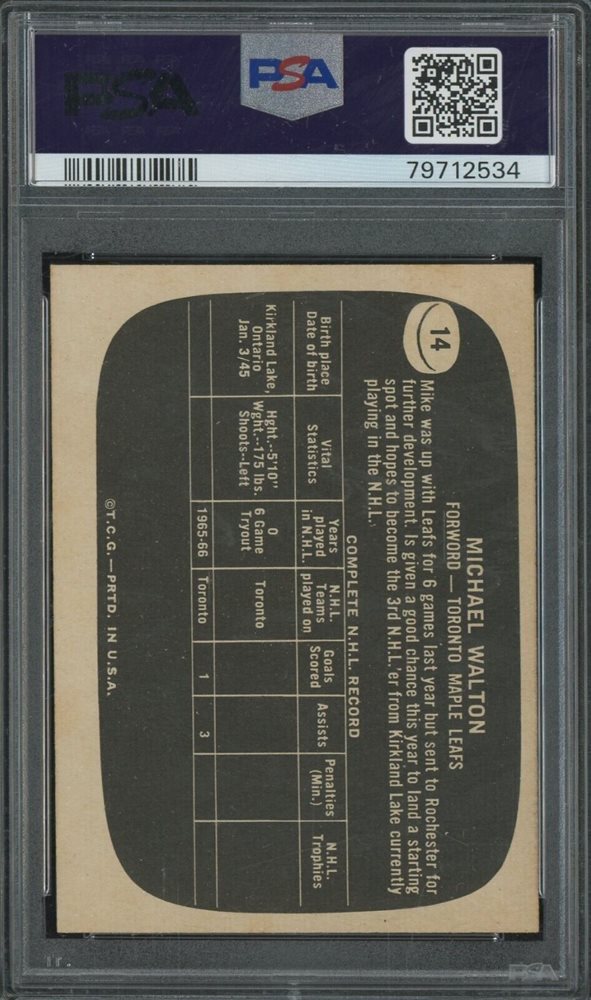 PSA
PSA
79712534
14
MICHAEL WALTON
FORWORD — TORONTO MAPLE LEAFS
Mike was up with Leafs for 6 games last year but sent to Rochester for
further development. Is given a good chance this year to land a starting
spot and hopes to become the 3rd N.H.L.'er from Kirkland Lake currently
playing in the N.H.L.
COMPLETE N.H.L. RECORD
Birth place
Date of birth
Vital
Statistics
Years
played
in N.H.L.
N.H.L.
Teams
played on
Goals
Scored
Assists
Penalties
(Min.)
N.H.L.
Trophies
Kirkland Lake,
Ontario
Jan. 3/45
Hght.--5'10"
Wght.--175 lbs.
Shoots--Left
0
6 Game
Tryout
Toronto
1965-66
Toronto
1
3
©T.C.G.—PRTD. IN U.S.A.
PSA